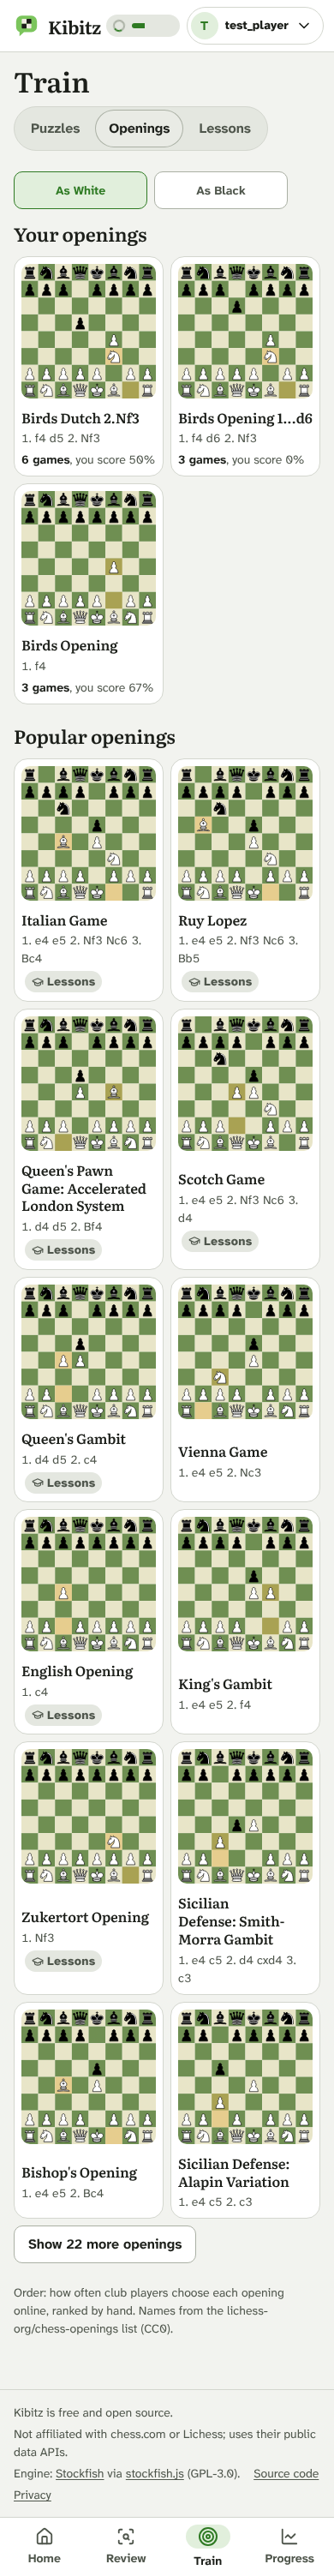 Kibitz
T test_player
Train
Puzzles Openings Lessons
As White As Black
Your openings
Birds Dutch 2.Nf3
1. f4 d5 2. Nf3
6 games, you score 50%
Birds Opening 1...d6
1. f4 d6 2. Nf3
3 games, you score 0%
Birds Opening
1. f4
3 games, you score 67%
Popular openings
Italian Game
1. e4 e5 2. Nf3 Nc6 3.
Bc4
Lessons
Ruy Lopez
1. e4 e5 2. Nf3 Nc6 3.
Bb5
Lessons
Queen's Pawn
Game: Accelerated
London System
1. d4 d5 2. Bf4
Lessons
Scotch Game
1. e4 e5 2. Nf3 Nc6 3.
d4
Lessons
Queen's Gambit
1. d4 d5 2. c4
Lessons
Vienna Game
1. e4 e5 2. Nc3
English Opening
1. c4
Lessons
King's Gambit
1. e4 e5 2. f4
Zukertort Opening
1. Nf3
Lessons
Sicilian
Defense: Smith-
Morra Gambit
1. e4 c5 2. d4 cxd4 3.
c3
Bishop's Opening
1. e4 e5 2. Bc4
Sicilian Defense:
Alapin Variation
1. e4 c5 2. c3
Show 22 more openings
Order: how often club players choose each opening
online, ranked by hand. Names from the lichess-
org/chess-openings list (CC0).
Kibitz is free and open source.
Not affiliated with chess.com or Lichess; uses their public
data APIs.
Engine: Stockfish via stockfish.js (GPL-3.0). Source code
Privacy
Home Review Train Progress